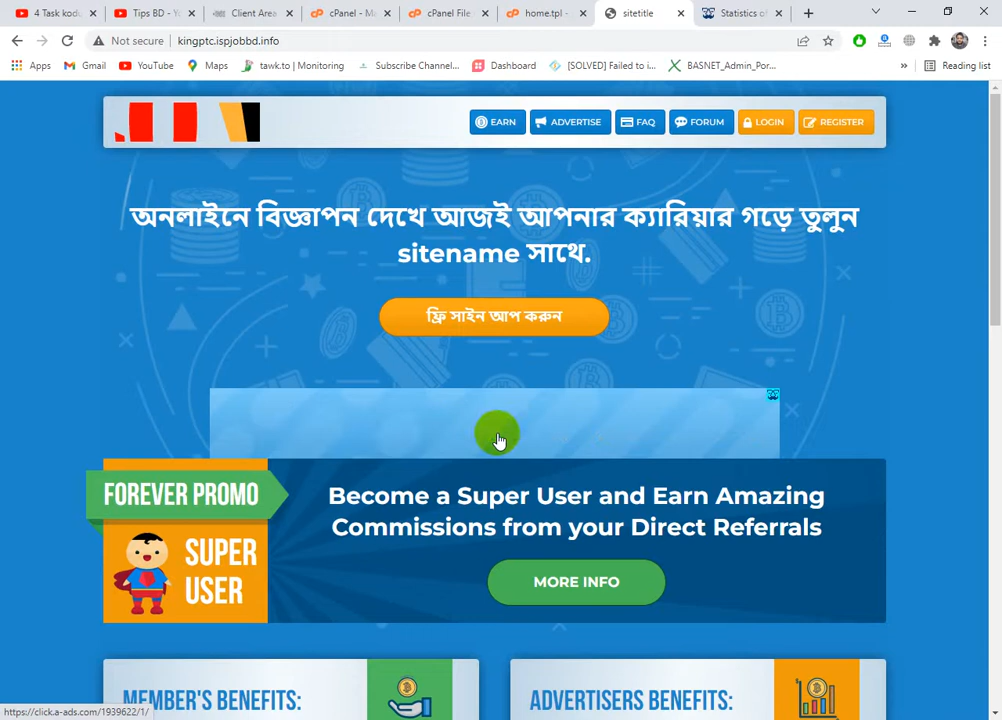 4 Task kod
Tips BD - Yo
Client Area
cPanel - Ma
cPanel File
home.tpl -
sitetitle
Statistics of
Not secure
kingptc.ispjobbd.info
Apps
Gmail
YouTube
Maps
tawk.to | Monitoring
Subscribe Channel...
Dashboard
[SOLVED] Failed to i...
BASNET_Admin_Por...
»
Reading list
EARN
ADVERTISE
FAQ
FORUM
LOGIN
REGISTER
অনলাইনে বিজ্ঞাপন দেখে আজই আপনার ক্যারিয়ার গড়ে তুলুন
sitename সাথে.
ফ্রি সাইন আপ করুন
FOREVER PROMO
SUPER
USER
Become a Super User and Earn Amazing
Commissions from your Direct Referrals
MORE INFO
MEMBER'S BENEFITS:
ADVERTISERS BENEFITS:
https://click.a-ads.com/1939622/1/